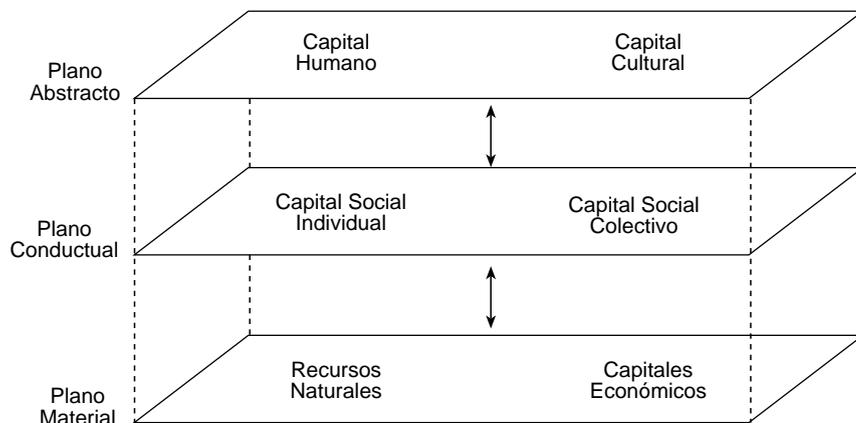 Capital
Humano
Capital
Cultural
Plano
Abstracto
Capital Social
Individual
Capital Social
Colectivo
Plano
Conductual
Recursos
Naturales
Capitales
Económicos
Plano
Material